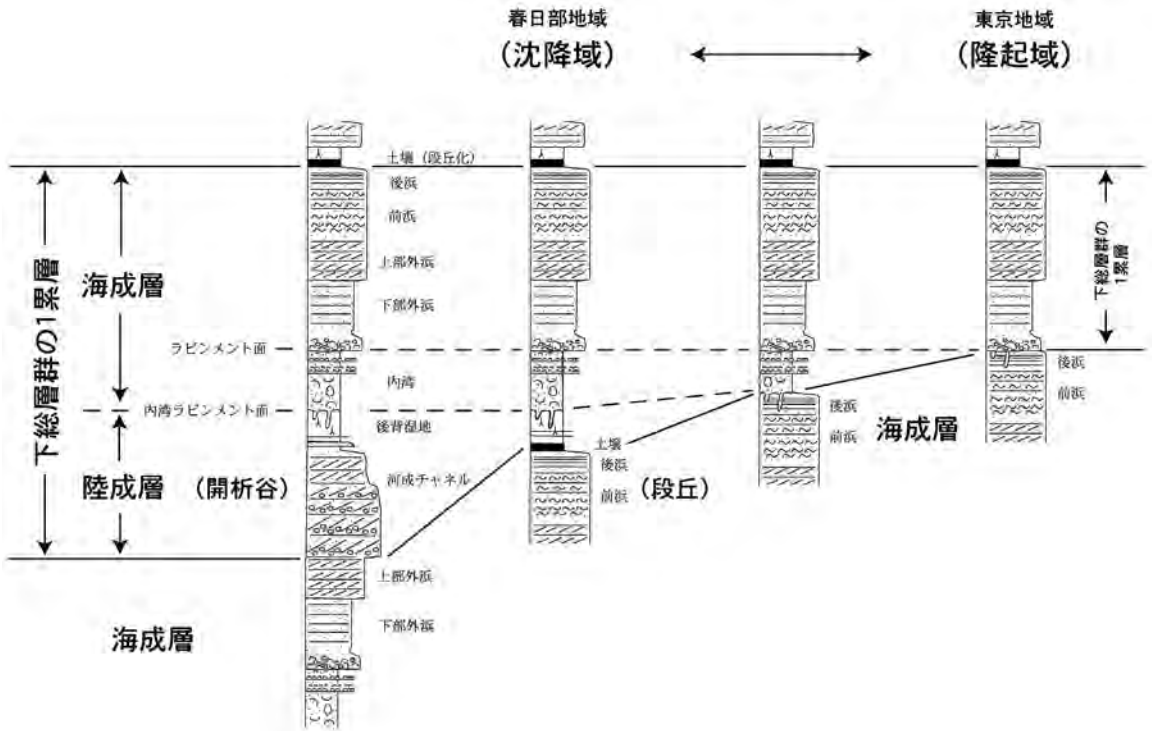 春日部地域
(沈降域)
東京地域
(隆起域)
土壌（段丘化）
後浜
前浜
上部外浜
下部外浜
海成層
下総層群の1累層
下総層群の
1累層
ラビンメント面
内湾
後浜
前浜
内湾ラビンメント面
後背湿地
後浜
前浜
海成層
土壌
後浜
前浜
(段丘)
陸成層
(開析谷)
河成チャネル
上部外浜
下部外浜
海成層